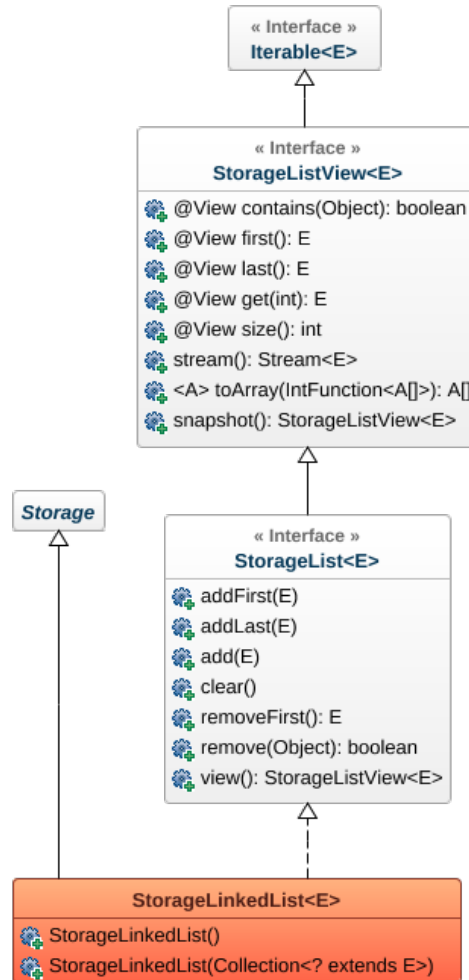 « Interface »
Iterable<E>
« Interface »
StorageListView<E>
@View contains(Object): boolean
@View first(): E
@View last(): E
@View get(int): E
@View size(): int
stream(): Stream<E>
<A> toArray(IntFunction<A[]>): A[]
snapshot(): StorageListView<E>
Storage
« Interface »
StorageList<E>
addFirst(E)
addLast(E)
add(E)
clear()
removeFirst(): E
remove(Object): boolean
view(): StorageListView<E>
StorageLinkedList<E>
StorageLinkedList()
StorageLinkedList(Collection<? extends E>)